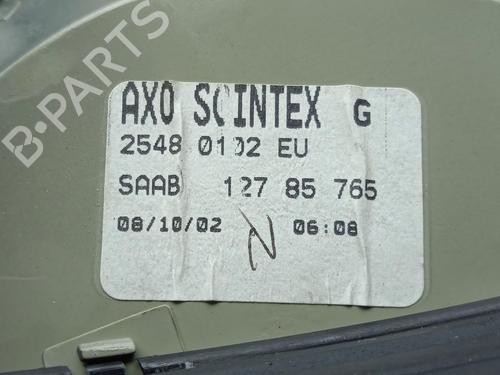 AXO SCINTEX G
2548 0102 EU
SAAB 127 85 765
08/10/02 06:08
N
B-PARTS